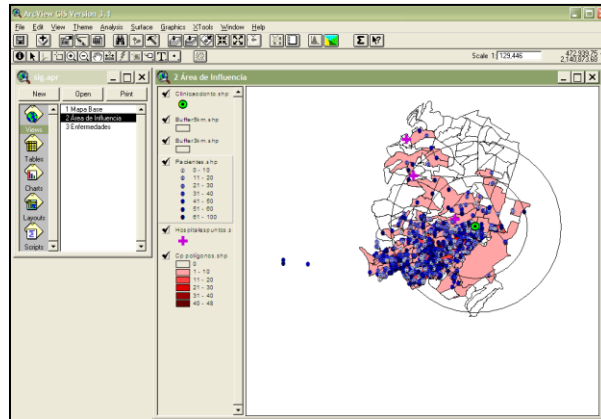 ArcView GIS Version 3.1
File Edit View Theme Analysis Surface Graphics XTools Window Help
Scale 1: 129,446
472,939.75
2,140,873.68
sig.apr
New Open Print
Views
Tables
Charts
Layouts
Scripts
1 Mapa Base
2 Área de Influencia
3 Enfermedades
2 Área de Influencia
Buffer5km.shp
Buffer3km.shp
Pacientes.shp
0 - 10
11 - 20
21 - 30
31 - 40
41 - 50
51 - 60
61 - 100
Hospitalespuntos.s
Cp poligonos.shp
0
1 - 10
11 - 20
21 - 30
31 - 40
40 - 48